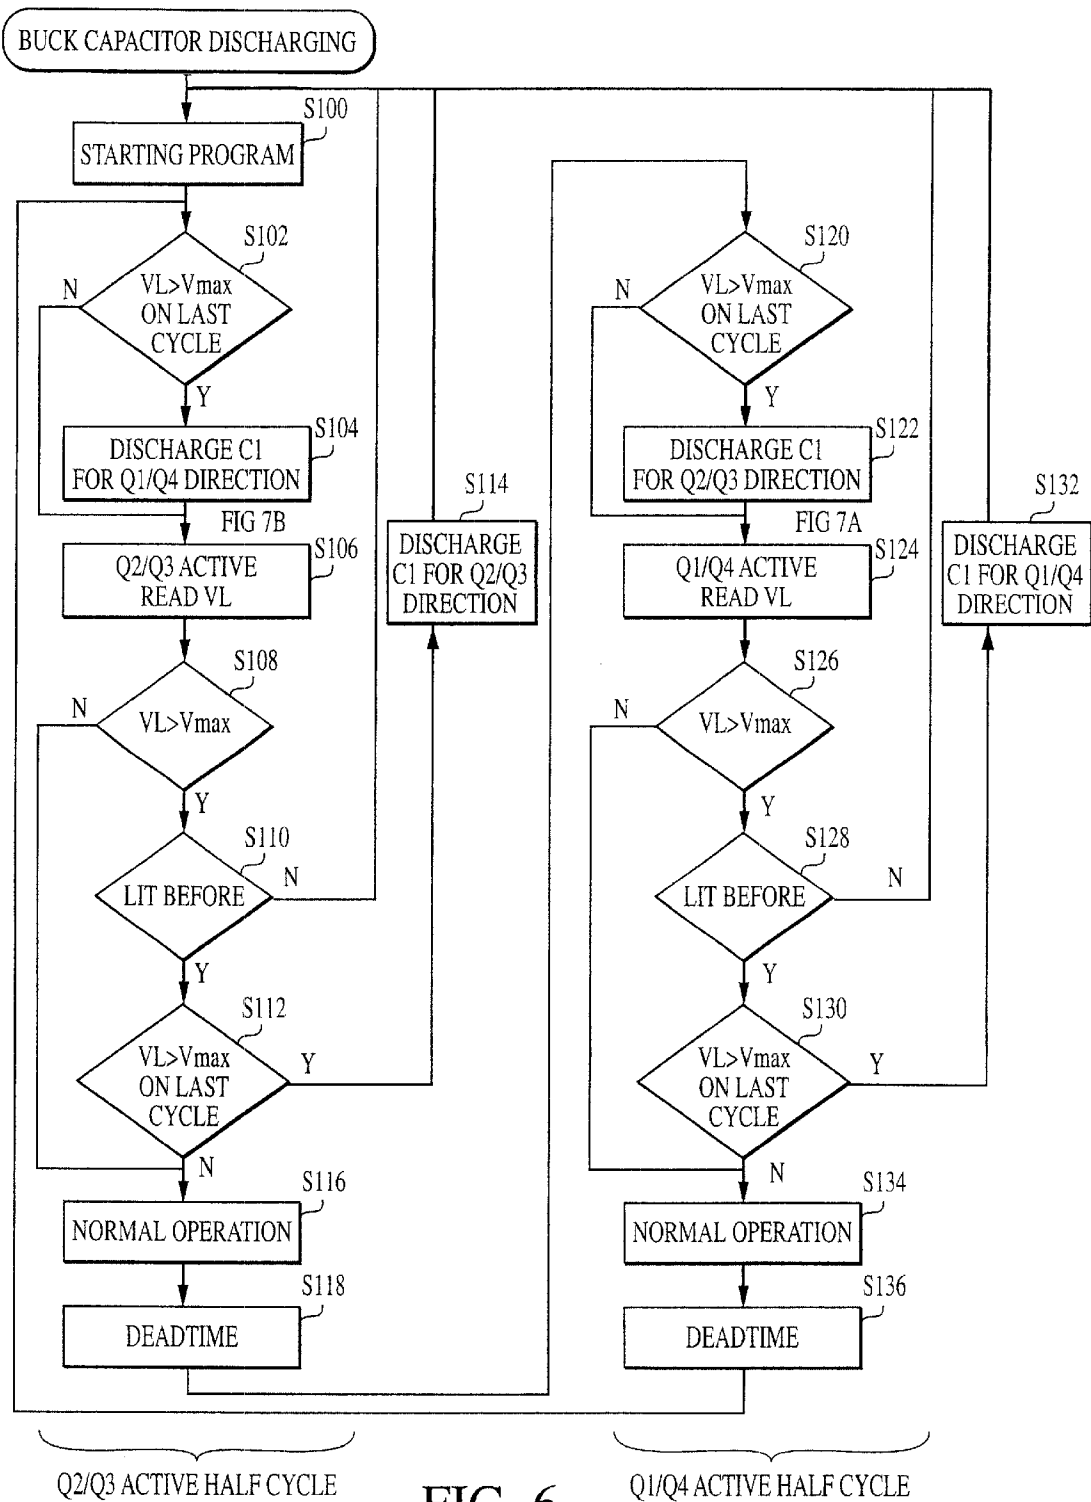 BUCK CAPACITOR DISCHARGING
S100
STARTING PROGRAM
S102
N
VL>Vmax
ON LAST
CYCLE
Y
S104
DISCHARGE C1
FOR Q1/Q4 DIRECTION
FIG 7B
S106
Q2/Q3 ACTIVE
READ VL
S108
N
VL>Vmax
Y
S110
LIT BEFORE
N
Y
S112
VL>Vmax
ON LAST
CYCLE
Y
N
S114
DISCHARGE
C1 FOR Q2/Q3
DIRECTION
S116
NORMAL OPERATION
S118
DEADTIME
Q2/Q3 ACTIVE HALF CYCLE
S120
N
VL>Vmax
ON LAST
CYCLE
Y
S122
DISCHARGE C1
FOR Q2/Q3 DIRECTION
FIG 7A
S124
Q1/Q4 ACTIVE
READ VL
S126
N
VL>Vmax
Y
S128
LIT BEFORE
N
Y
S130
VL>Vmax
ON LAST
CYCLE
Y
N
S132
DISCHARGE
C1 FOR Q1/Q4
DIRECTION
S134
NORMAL OPERATION
S136
DEADTIME
Q1/Q4 ACTIVE HALF CYCLE
FIG. 6